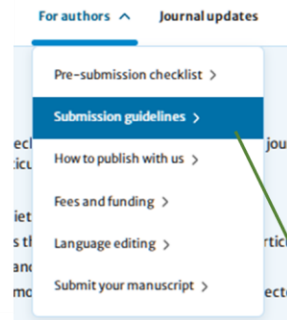 For authors Journal updates
Pre-submission checklist
Submission guidelines
How to publish with us
Fees and funding
Language editing
Submit your manuscript